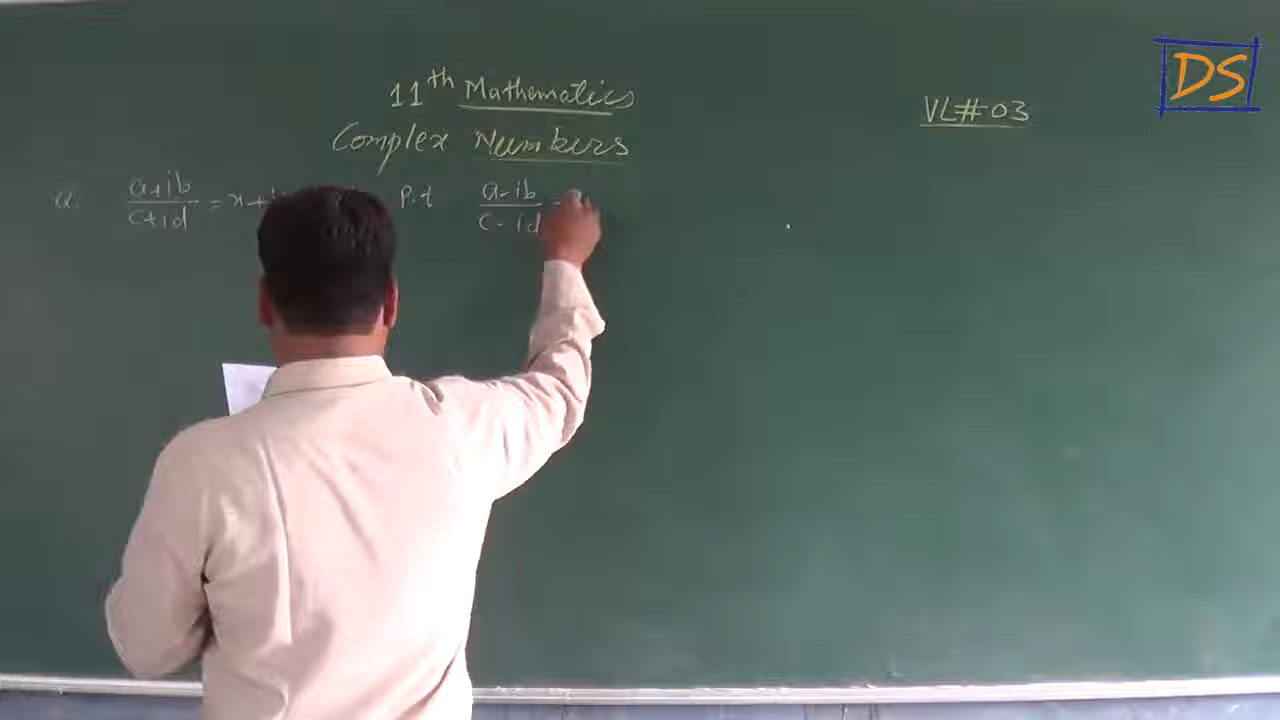 DS
11th Mathematics
VL#03
Complex Numbers
Q. a+ib/c+id = x+ P.T a-ib/c-id =